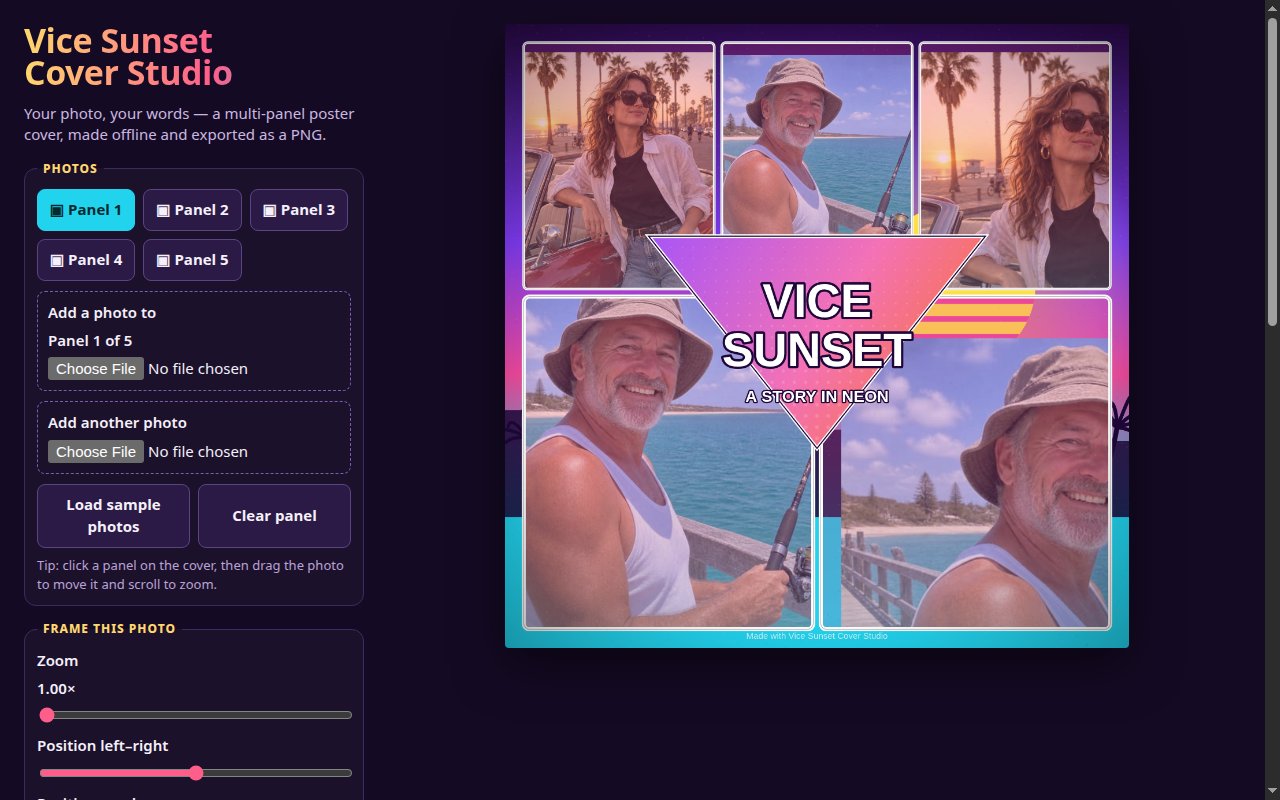 Vice Sunset
Cover Studio
Your photo, your words — a multi-panel poster
cover, made offline and exported as a PNG.
PHOTOS
▣ Panel 1
▣ Panel 2
▣ Panel 3
▣ Panel 4
▣ Panel 5
Add a photo to
Panel 1 of 5
Choose File No file chosen
Add another photo
Choose File No file chosen
Load sample
photos
Clear panel
Tip: click a panel on the cover, then drag the photo
to move it and scroll to zoom.
FRAME THIS PHOTO
Zoom
1.00×
Position left–right
VICE
SUNSET
A STORY IN NEON
Made with Vice Sunset Cover Studio